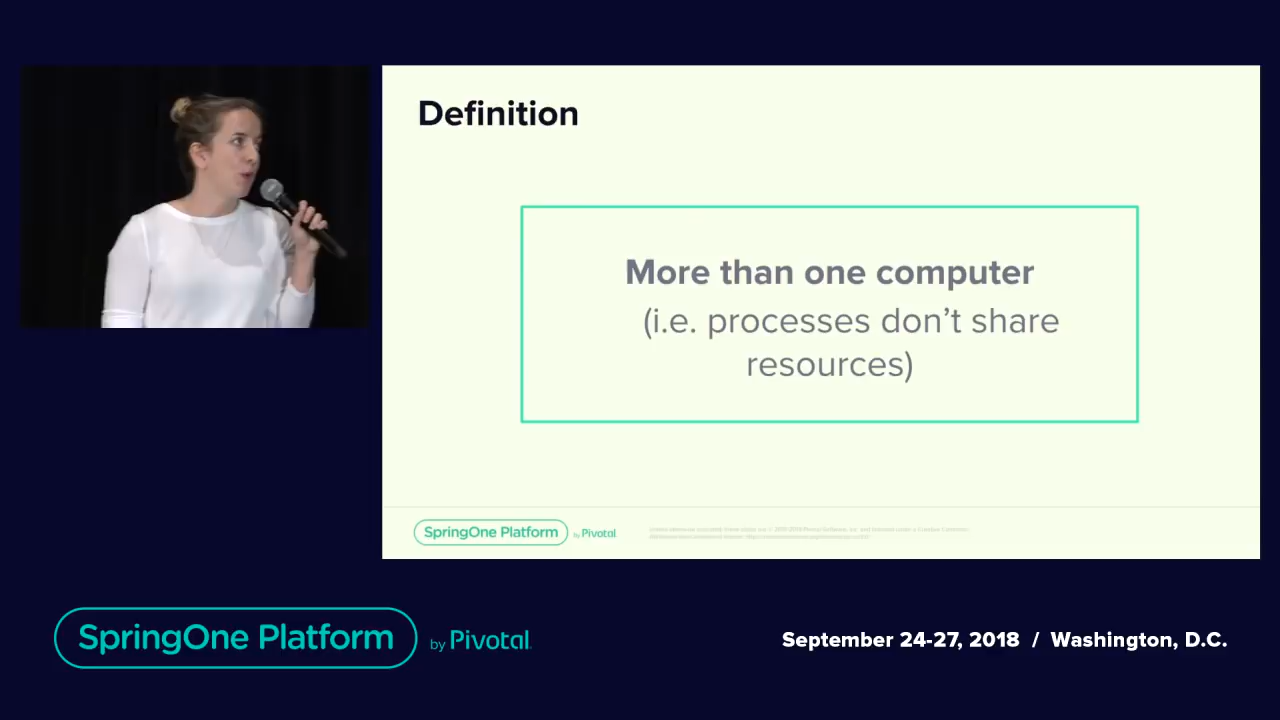 Definition
More than one computer
(i.e. processes don't share
resources)
SpringOne Platform by Pivotal
SpringOne Platform by Pivotal
September 24-27, 2018 / Washington, D.C.